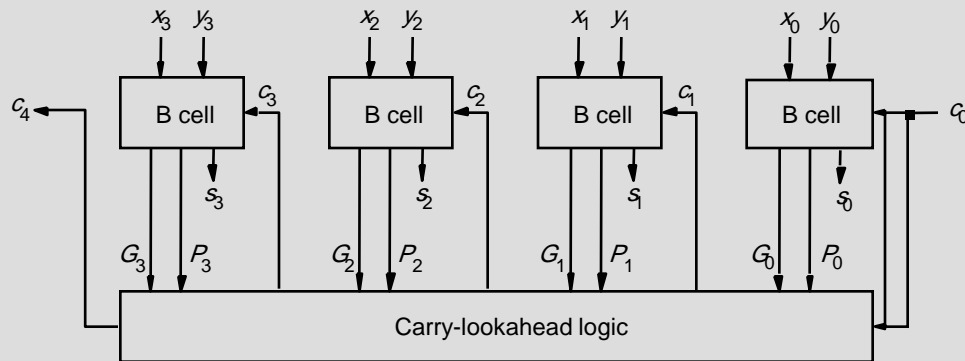 x₃ y₃ x₂ y₂ x₁ y₁ x₀ y₀
c₄ B cell c₃ B cell c₂ B cell c₁ B cell c₀
s₃ s₂ s₁ s₀
G₃ P₃ G₂ P₂ G₁ P₁ G₀ P₀
Carry-lookahead logic